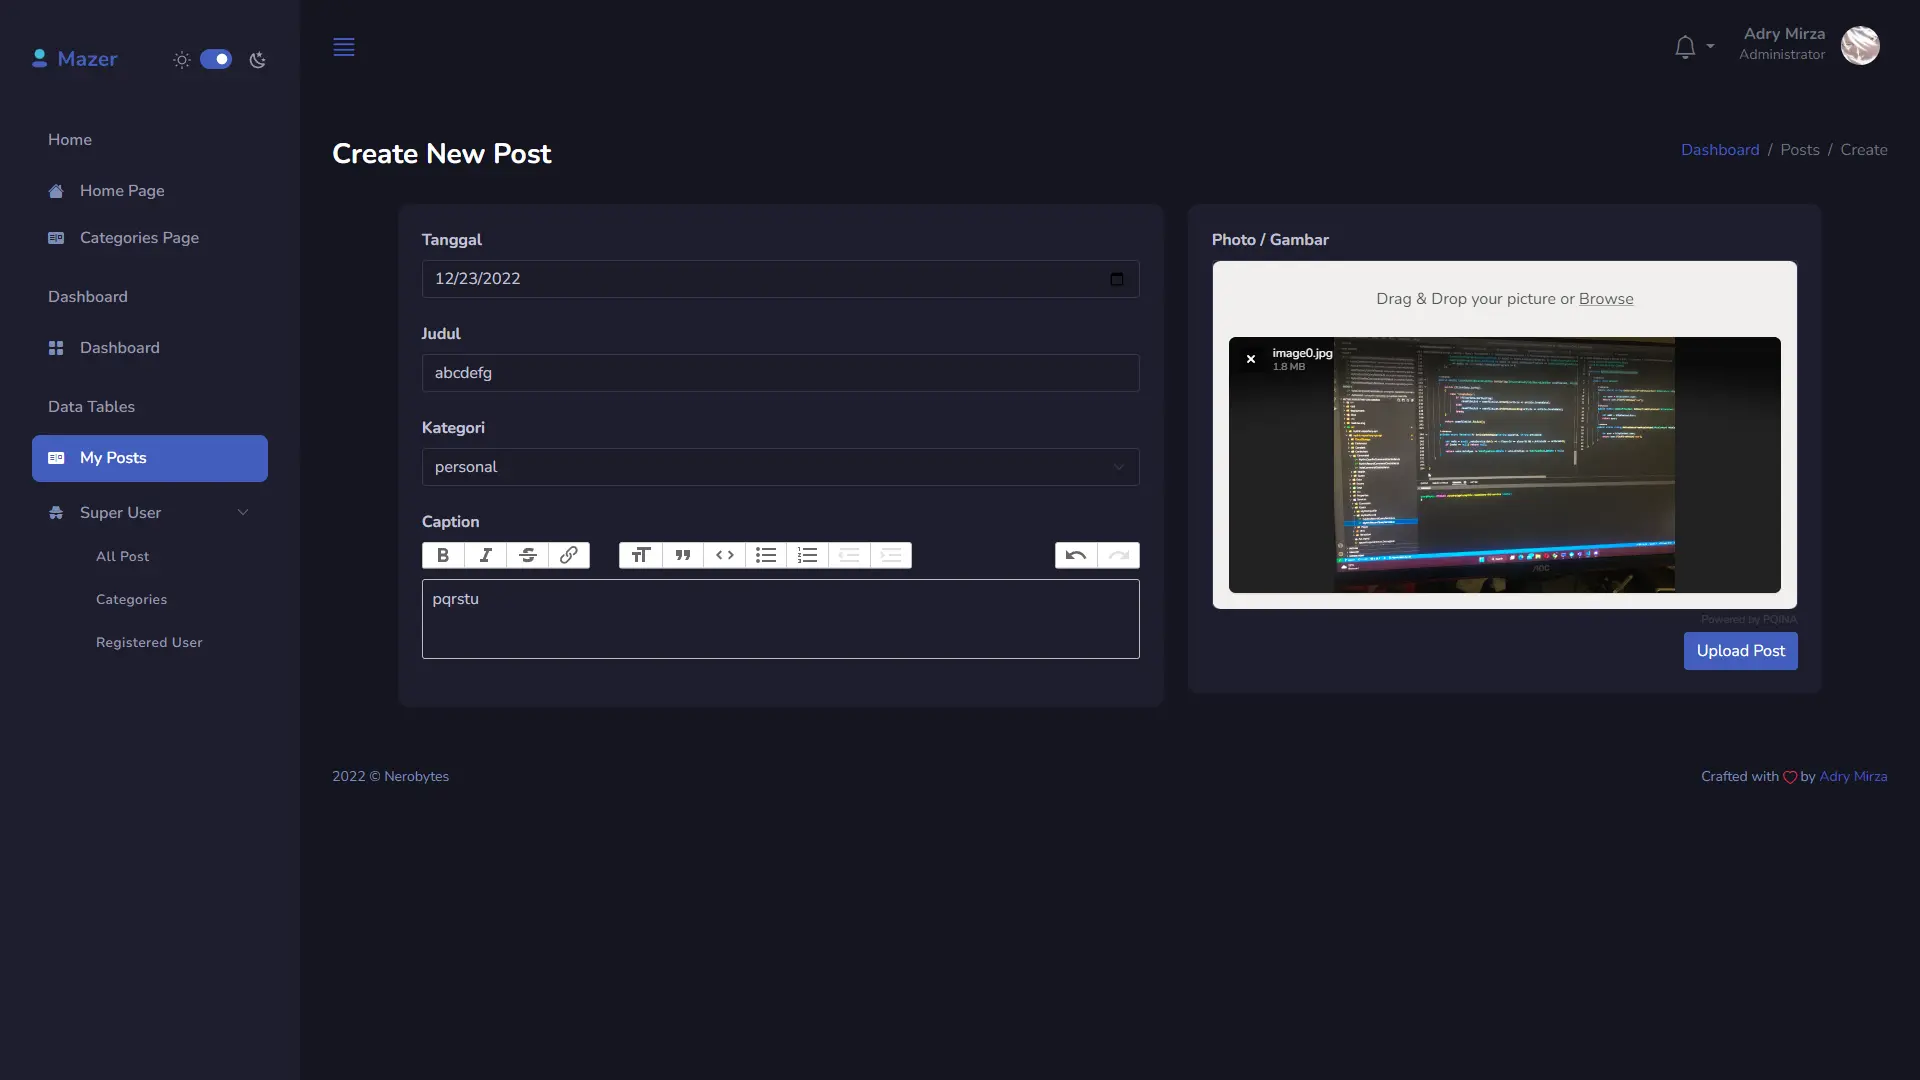 Mazer
Home
Home Page
Categories Page
Dashboard
Dashboard
Data Tables
My Posts
Super User
All Post
Categories
Registered User
Adry Mirza
Administrator
Create New Post
Dashboard / Posts / Create
Tanggal
12/23/2022
Judul
abcdefg
Kategori
personal
Caption
pqrstu
Photo / Gambar
Drag & Drop your picture or Browse
image0.jpg
1.8 MB
AOC
Powered by PQINA
Upload Post
2022 © Nerobytes
Crafted with by Adry Mirza